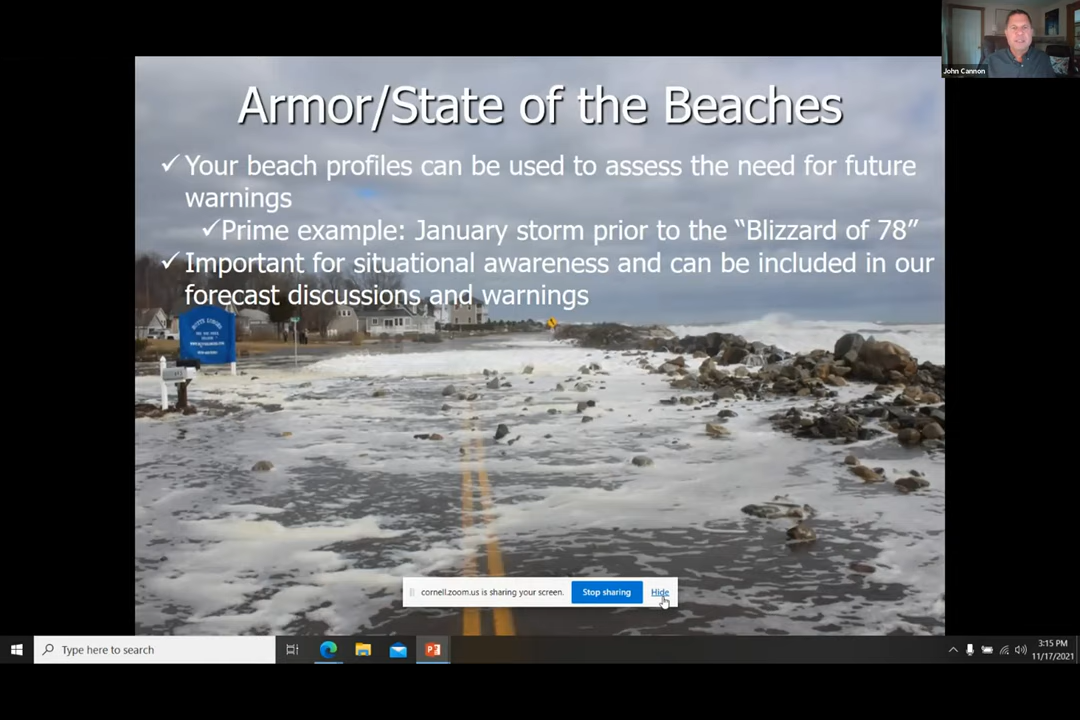 John Cannon
Armor/State of the Beaches
✓Your beach profiles can be used to assess the need for future
warnings
✓Prime example: January storm prior to the “Blizzard of 78”
✓Important for situational awareness and can be included in our
forecast discussions and warnings
cornell.zoom.us is sharing your screen.
Stop sharing
Hide
Type here to search
3:15 PM
11/17/2021